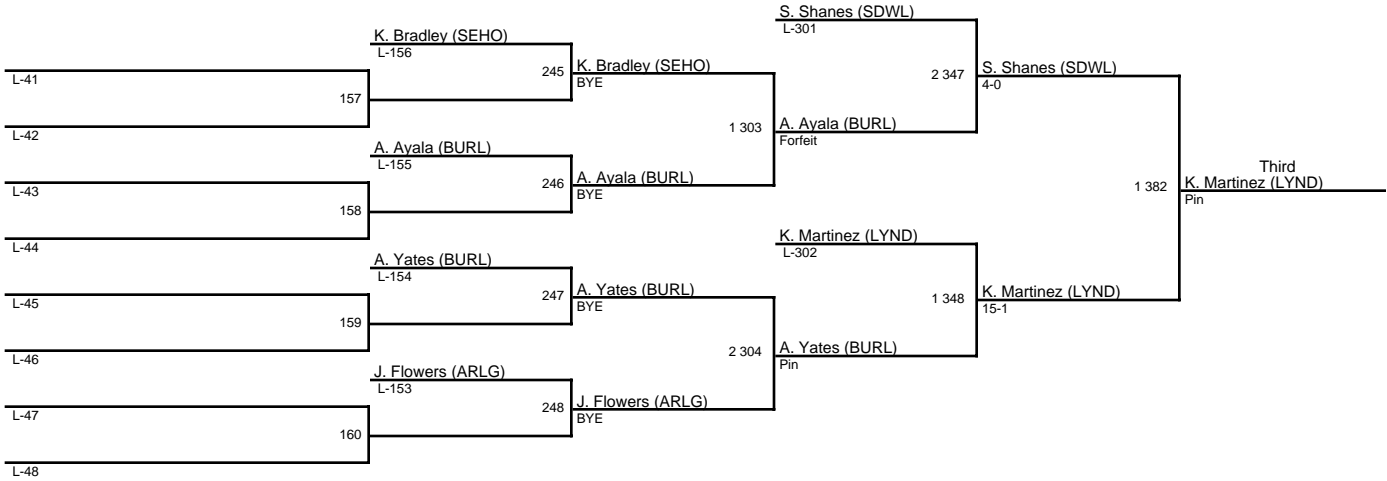 S. Shanes (SDWL)
L-301
K. Bradley (SEHO)
L-156
L-41
245
K. Bradley (SEHO)
BYE
2 347
S. Shanes (SDWL)
4-0
157
L-42
1 303
A. Ayala (BURL)
Forfeit
A. Ayala (BURL)
L-155
L-43
246
A. Ayala (BURL)
BYE
Third
1 382
K. Martinez (LYND)
Pin
158
L-44
K. Martinez (LYND)
L-302
A. Yates (BURL)
L-154
L-45
247
A. Yates (BURL)
BYE
1 348
K. Martinez (LYND)
15-1
159
L-46
2 304
A. Yates (BURL)
Pin
J. Flowers (ARLG)
L-153
L-47
248
J. Flowers (ARLG)
BYE
160
L-48